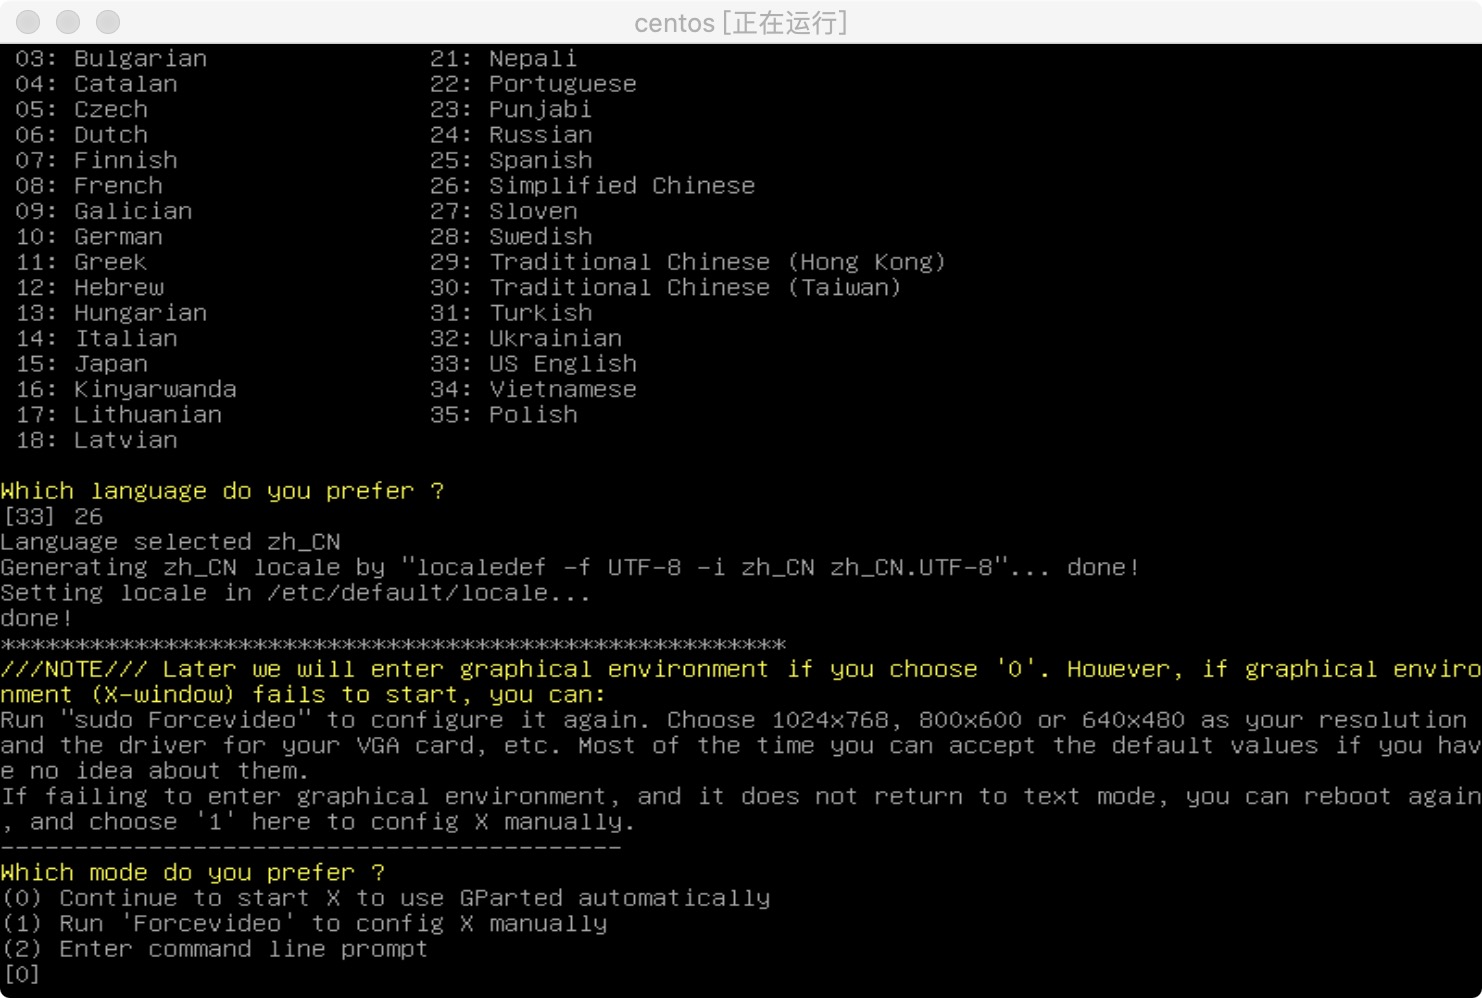 centos [正在运行]
03: Bulgarian 21: Nepali
04: Catalan 22: Portuguese
05: Czech 23: Punjabi
06: Dutch 24: Russian
07: Finnish 25: Spanish
08: French 26: Simplified Chinese
09: Galician 27: Sloven
10: German 28: Swedish
11: Greek 29: Traditional Chinese (Hong Kong)
12: Hebrew 30: Traditional Chinese (Taiwan)
13: Hungarian 31: Turkish
14: Italian 32: Ukrainian
15: Japan 33: US English
16: Kinyarwanda 34: Vietnamese
17: Lithuanian 35: Polish
18: Latvian
Which language do you prefer ?
[33] 26
Language selected zh_CN
Generating zh_CN locale by "localedef -f UTF-8 -i zh_CN zh_CN.UTF-8"... done!
Setting locale in /etc/default/locale...
done!
*****************************************************
///NOTE/// Later we will enter graphical environment if you choose '0'. However, if graphical enviro
nment (X-window) fails to start, you can:
Run "sudo Forcevideo" to configure it again. Choose 1024x768, 800x600 or 640x480 as your resolution
and the driver for your VGA card, etc. Most of the time you can accept the default values if you hav
e no idea about them.
If failing to enter graphical environment, and it does not return to text mode, you can reboot again
, and choose '1' here to config X manually.
------------------------------------------
Which mode do you prefer ?
(0) Continue to start X to use GParted automatically
(1) Run 'Forcevideo' to config X manually
(2) Enter command line prompt
[0]